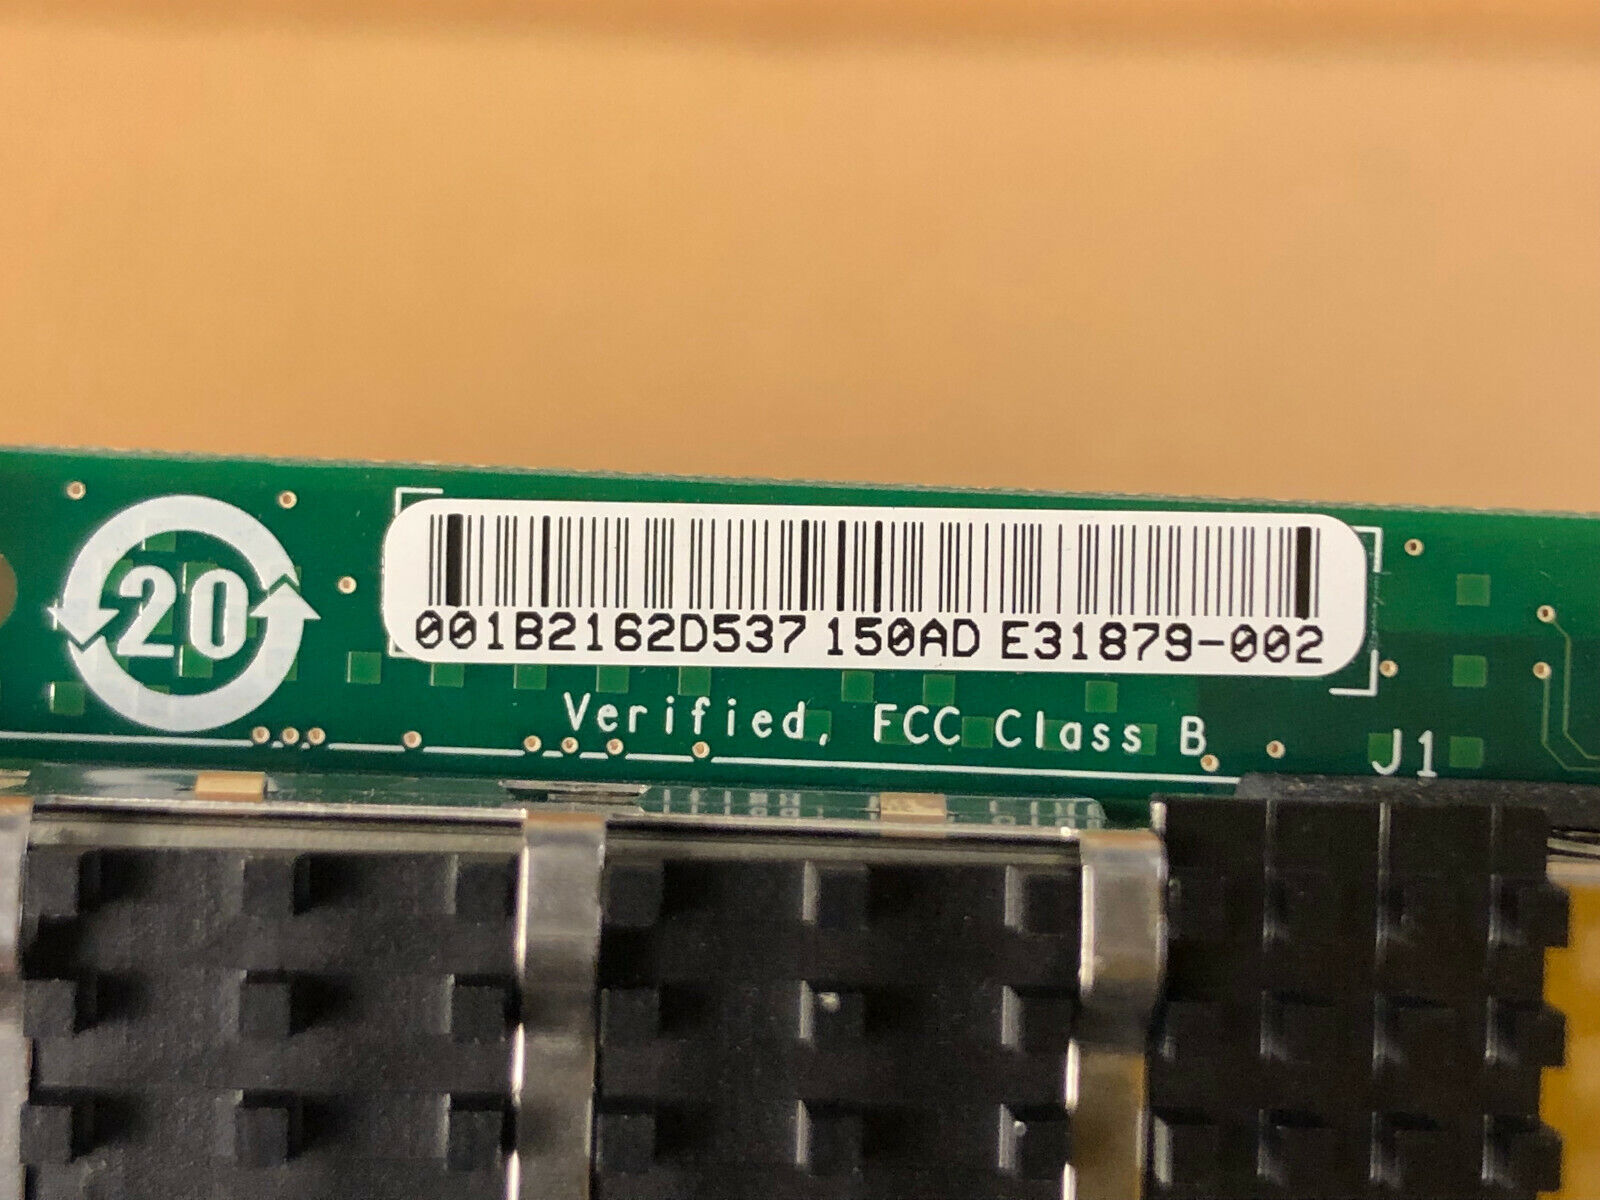 20
001B2162D537 150AD E31879-002
Verified, FCC Class B
J1